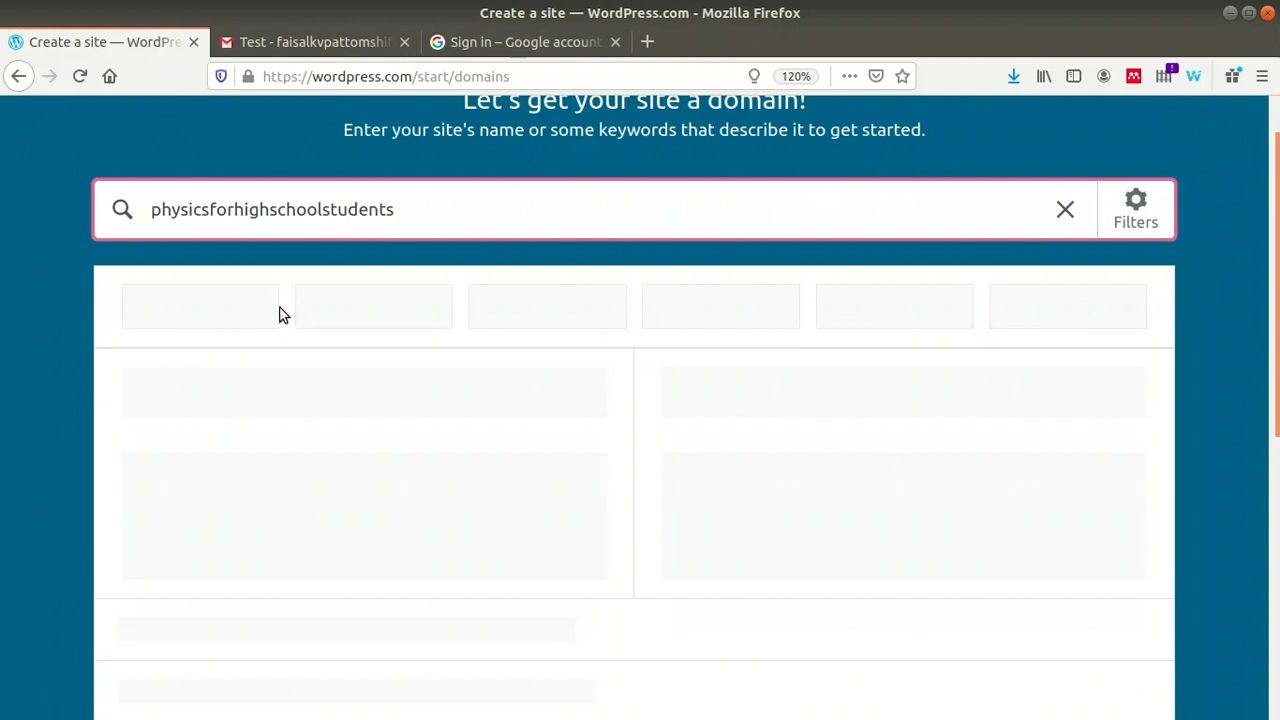 Create a site — WordPress.com - Mozilla Firefox
Create a site — WordPre
Test - faisalkvpattomshi
Sign in – Google account
https://wordpress.com/start/domains
120%
Let's get your site a domain!
Enter your site's name or some keywords that describe it to get started.
physicsforhighschoolstudents
Filters